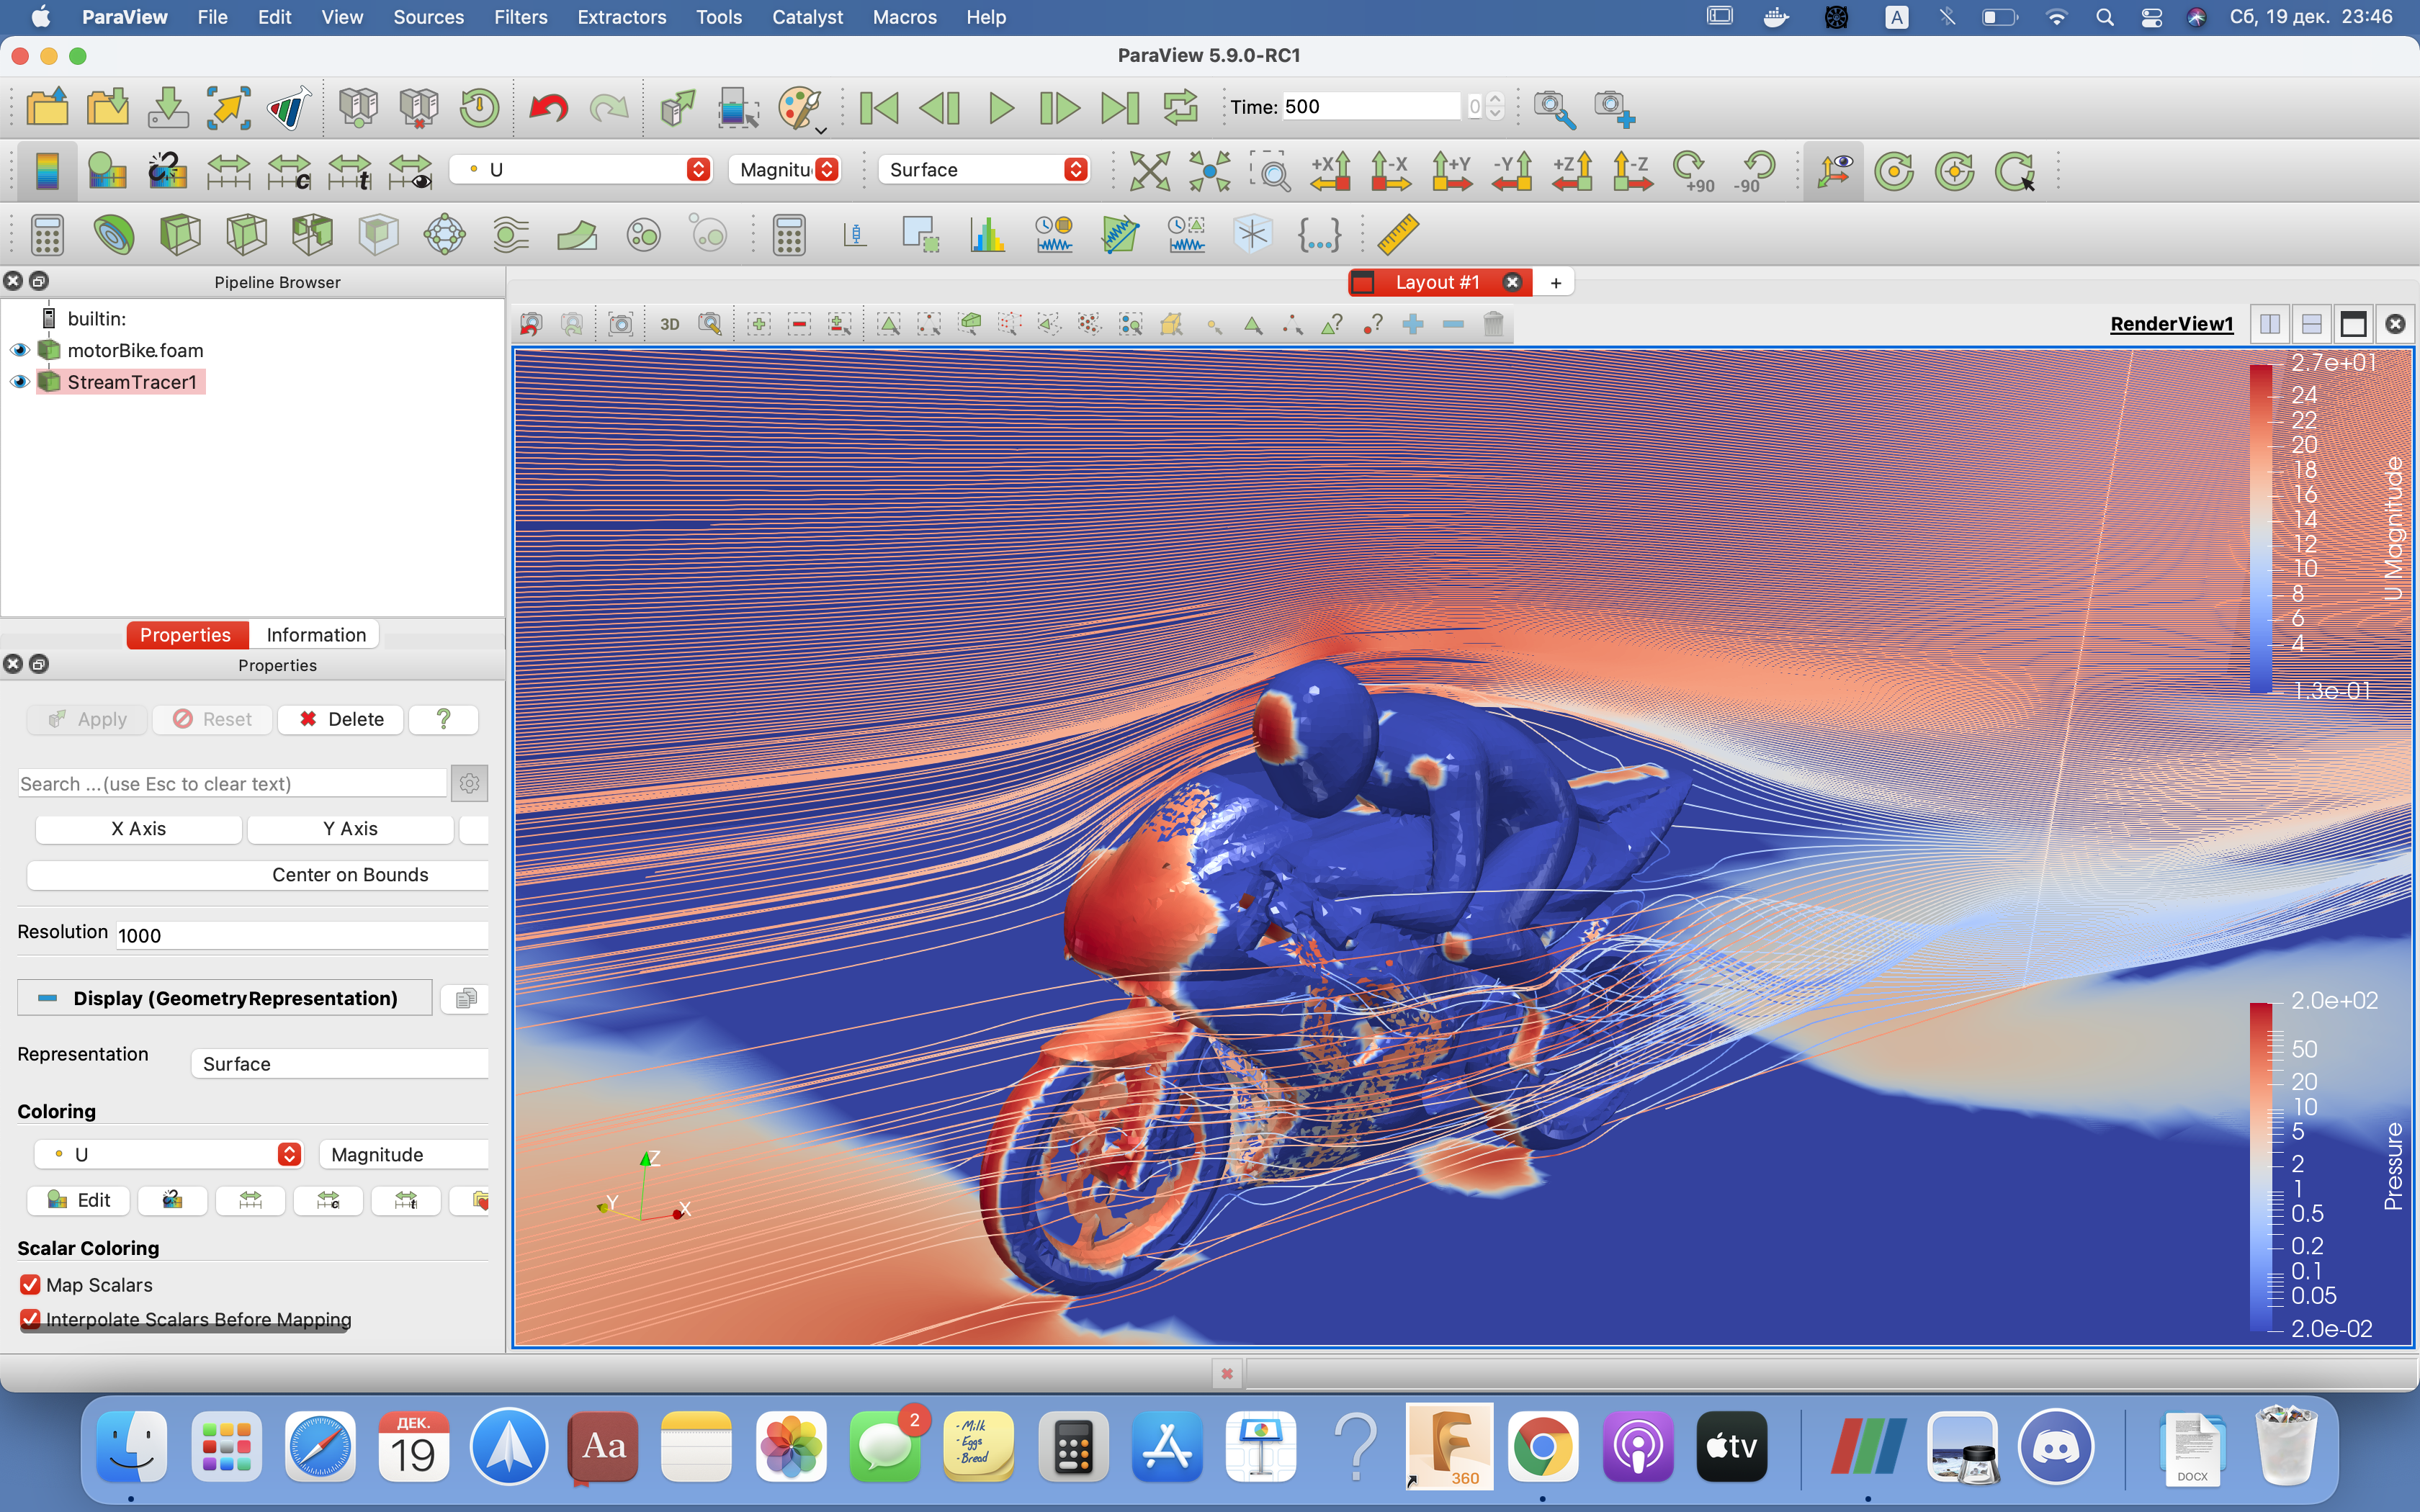 ParaView File Edit View Sources Filters Extractors Tools Catalyst Macros Help A Сб, 19 дек. 23:46
ParaView 5.9.0-RC1
Time: 500 0
U Magnitu Surface +X -X +Y -Y +Z -Z +90 -90
c t
Pipeline Browser
Layout #1 +
builtin:
3D
RenderView1
motorBike.foam
StreamTracer1
2.7e+01
24
22
20
18
16
14
12
10
8
6
4
1.3e-01
U Magnitude
Properties Information
Properties
Apply Reset Delete ?
Search ...(use Esc to clear text)
X Axis Y Axis
Center on Bounds
Resolution 1000
Display (GeometryRepresentation)
Representation Surface
Coloring
U Magnitude
Edit c t
Scalar Coloring
Map Scalars
Interpolate Scalars Before Mapping
Z
Y
X
2.0e+02
50
20
10
5
2
1
0.5
0.2
0.1
0.05
2.0e-02
Pressure
ДЕК.
19
Aa
2
- Milk
- Eggs
- Bread
?
360
tv
DOCX